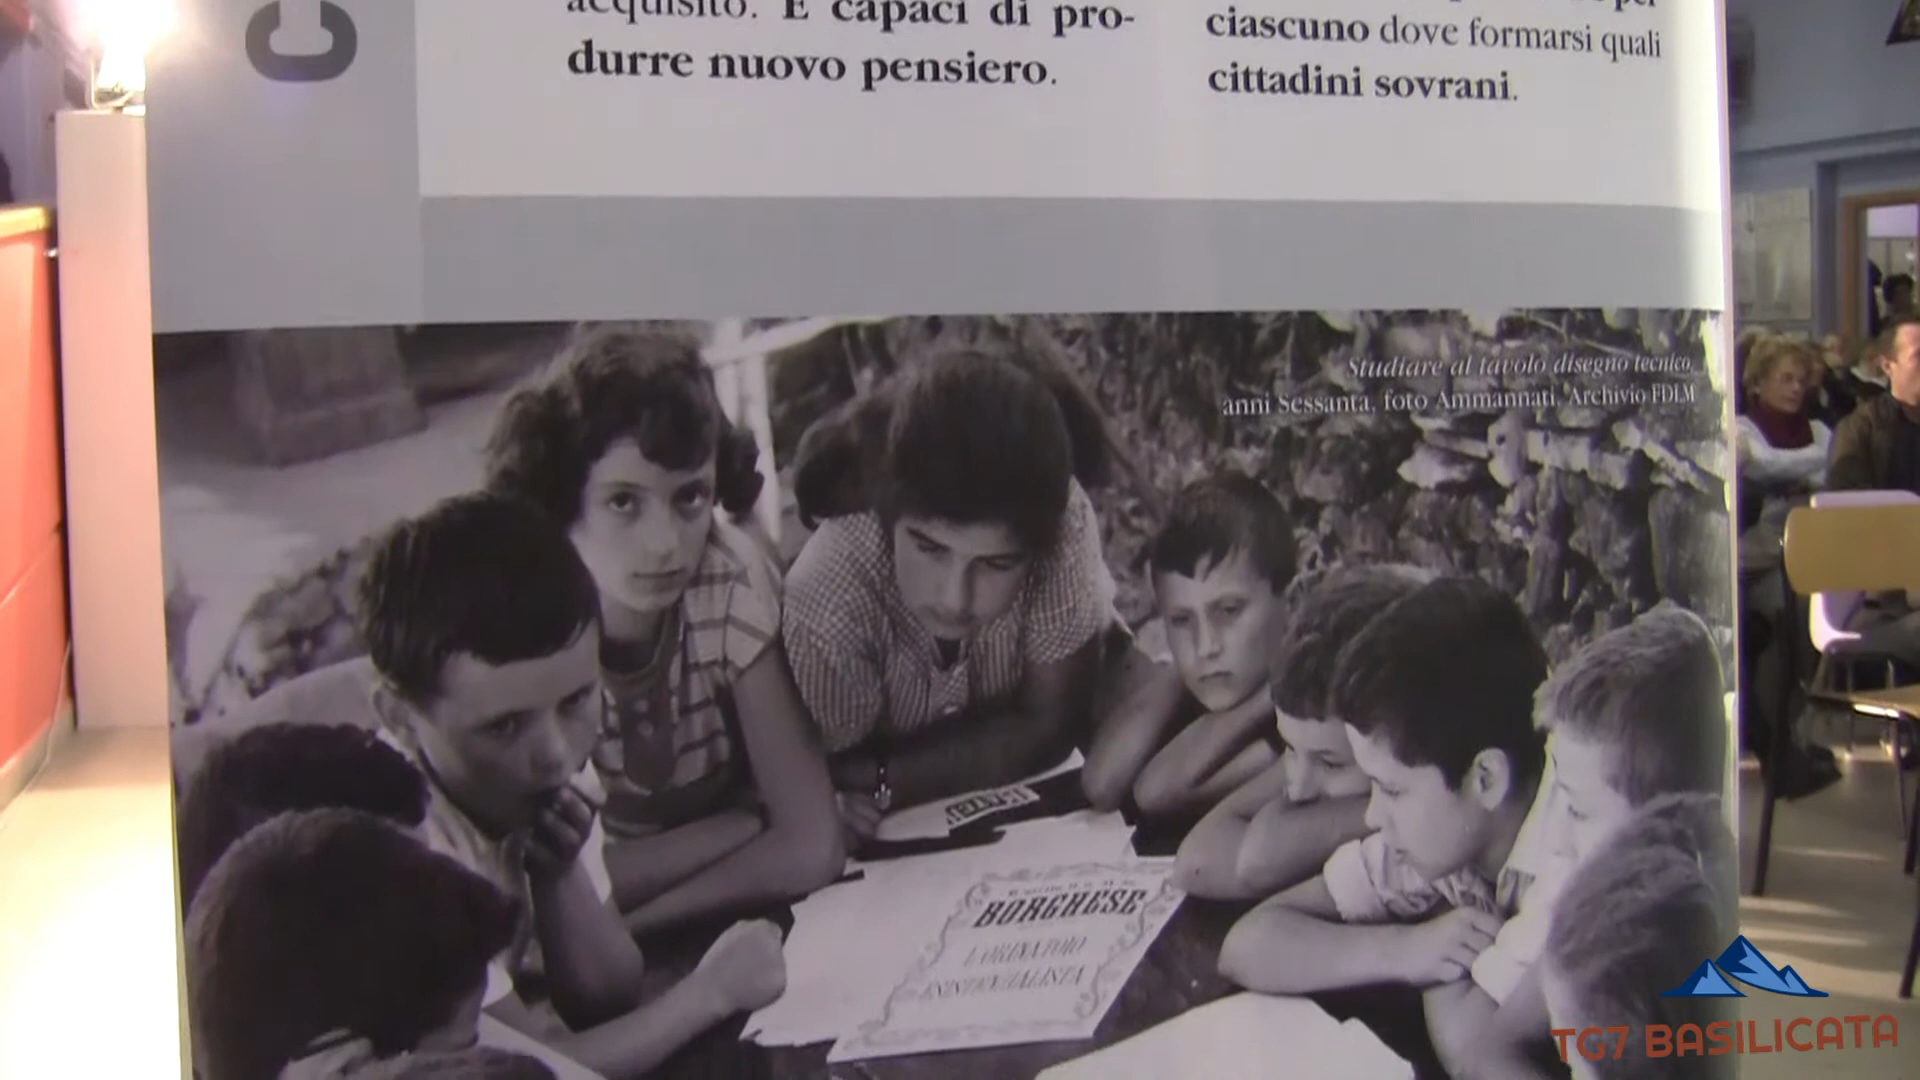 C
acquisito. E capaci di pro-
durre nuovo pensiero.
per
ciascuno dove formarsi quali
cittadini sovrani.
Studiare al tavolo disegno tecnico,
anni Sessanta, foto Ammannati, Archivio FDLM
BORGHESE
TG7 BASILICATA